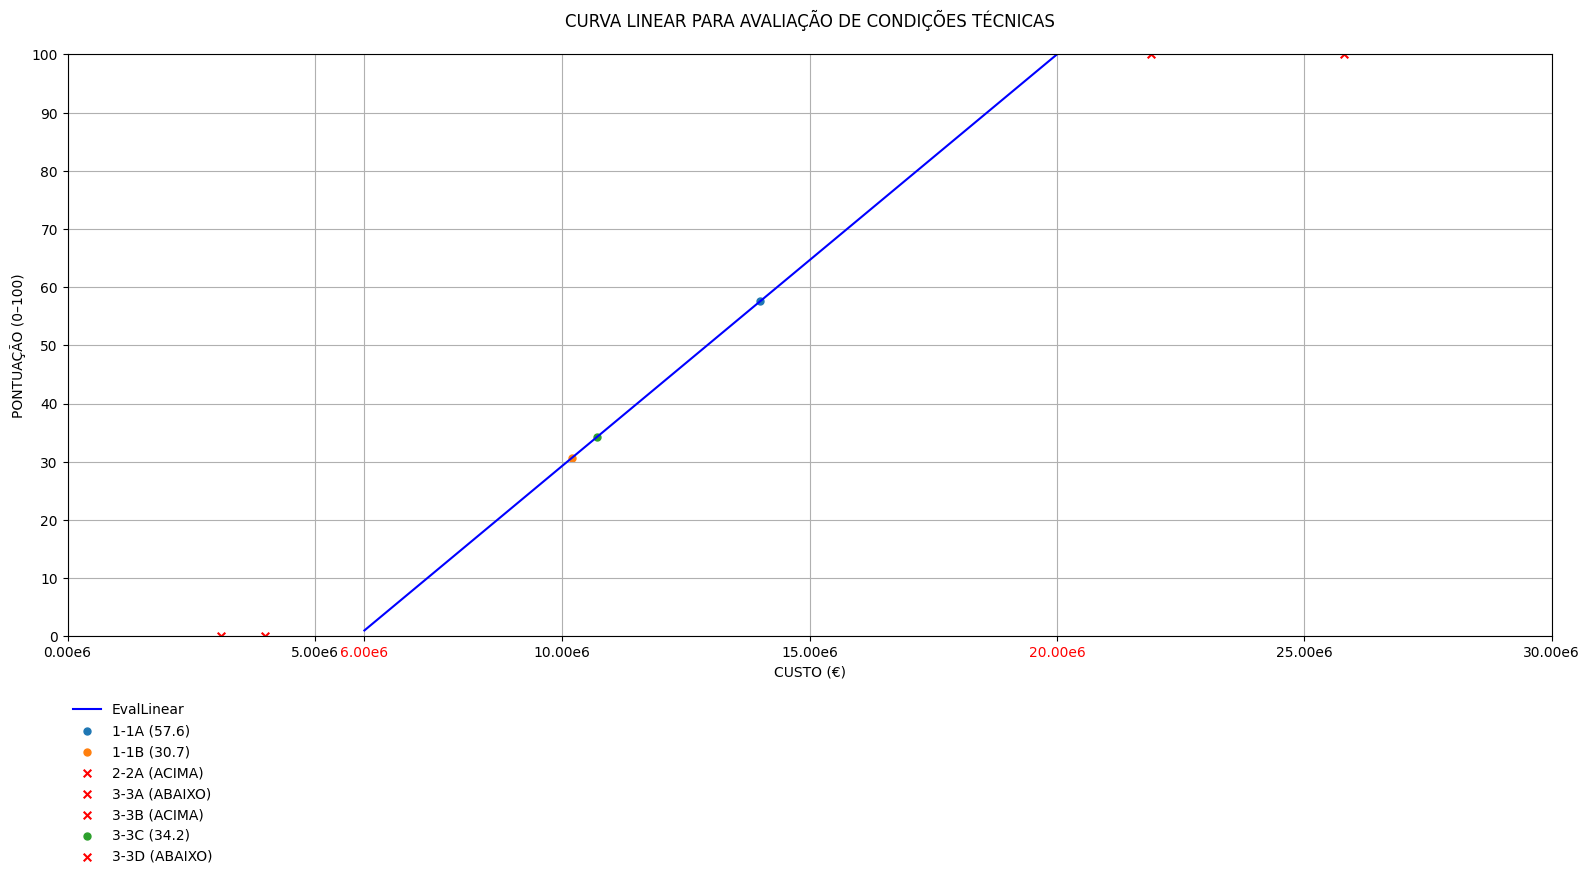 CURVA LINEAR PARA AVALIAÇÃO DE CONDIÇÕES TÉCNICAS
100
90
80
70
60
50
40
30
20
10
0
PONTUAÇÃO (0–100)
0.00e6 5.00e6 6.00e6 10.00e6 15.00e6 20.00e6 25.00e6 30.00e6
CUSTO (€)
EvalLinear
1-1A (57.6)
1-1B (30.7)
2-2A (ACIMA)
3-3A (ABAIXO)
3-3B (ACIMA)
3-3C (34.2)
3-3D (ABAIXO)